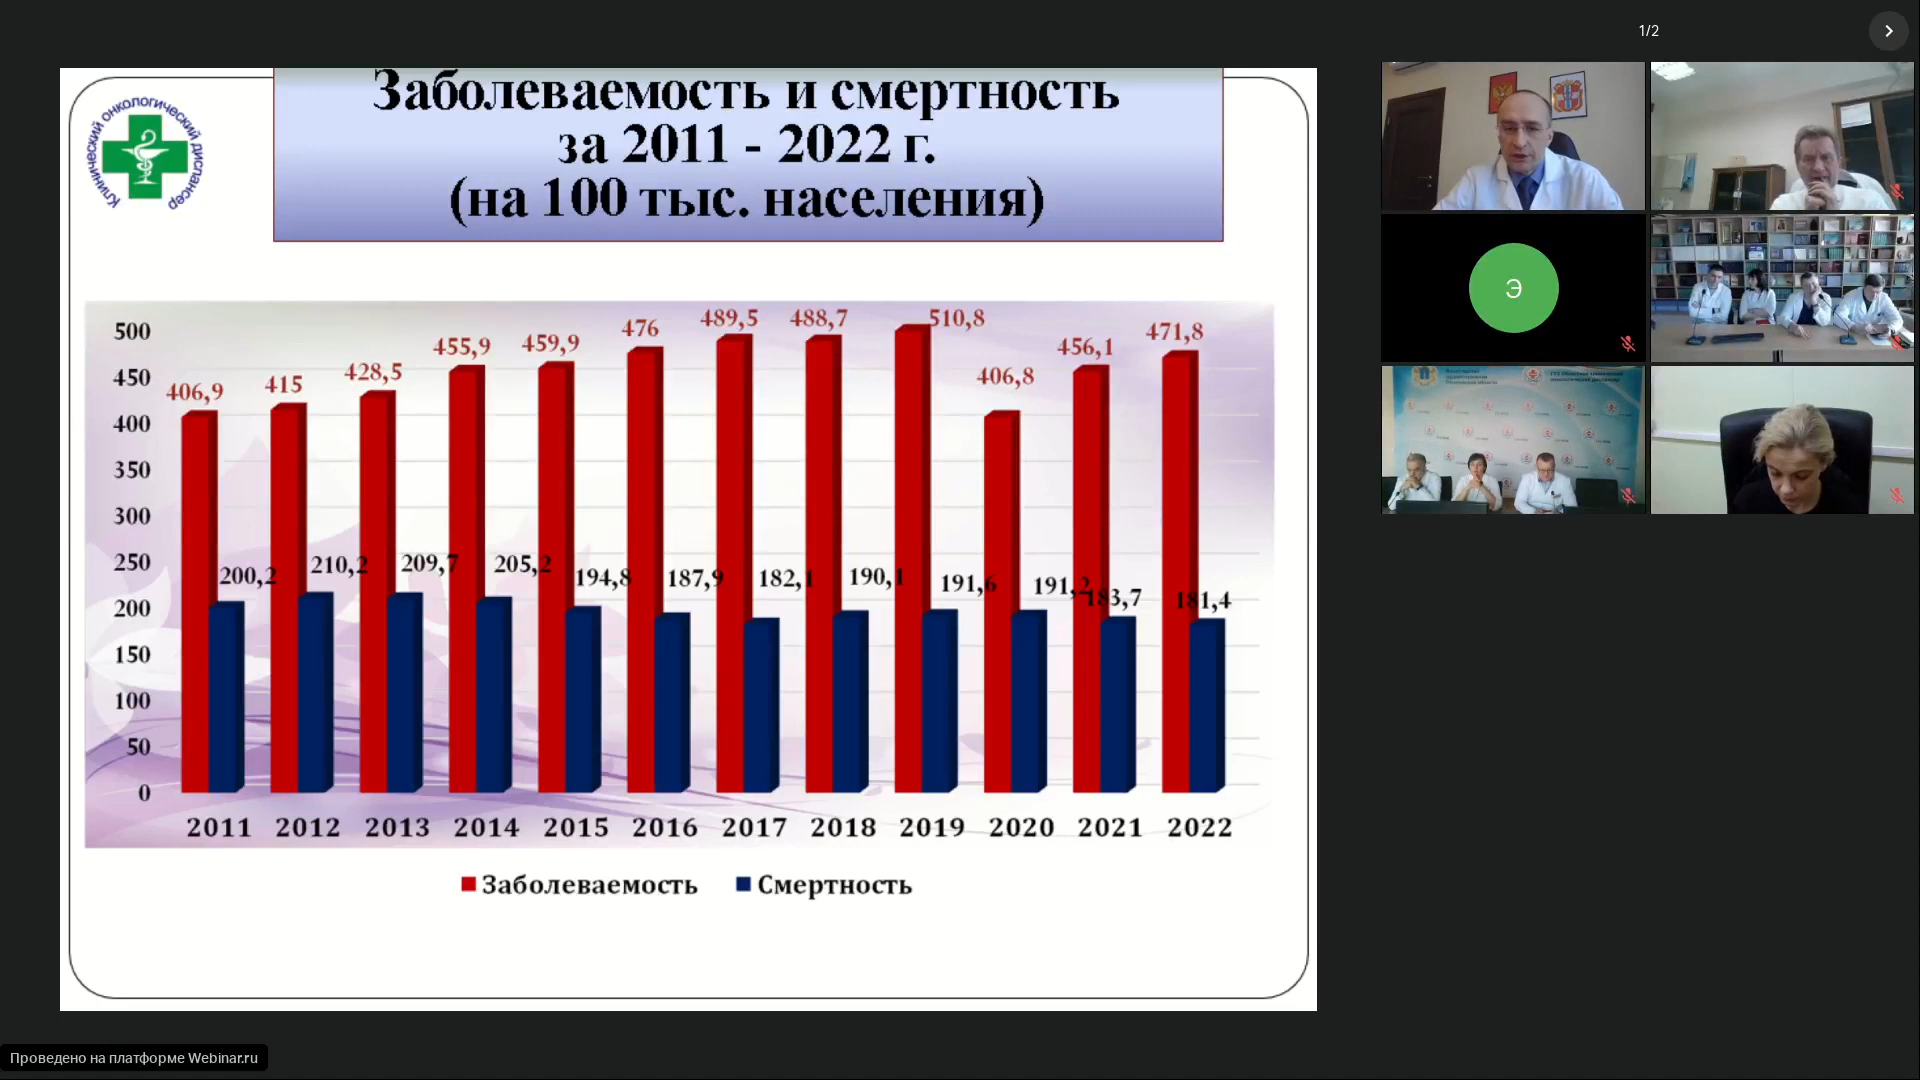 1/2
Клинический онкологический диспансер
Заболеваемость и смертность
за 2011 - 2022 г.
(на 100 тыс. населения)
500
450
400
350
300
250
200
150
100
50
0
406,9 415 428,5 455,9 459,9 476 489,5 488,7 510,8 406,8 456,1 471,8
200,2 210,2 209,7 205,2 194,8 187,9 182,1 190,1 191,6 191,2 183,7 181,4
2011 2012 2013 2014 2015 2016 2017 2018 2019 2020 2021 2022
Заболеваемость Смертность
Э
Проведено на платформе Webinar.ru